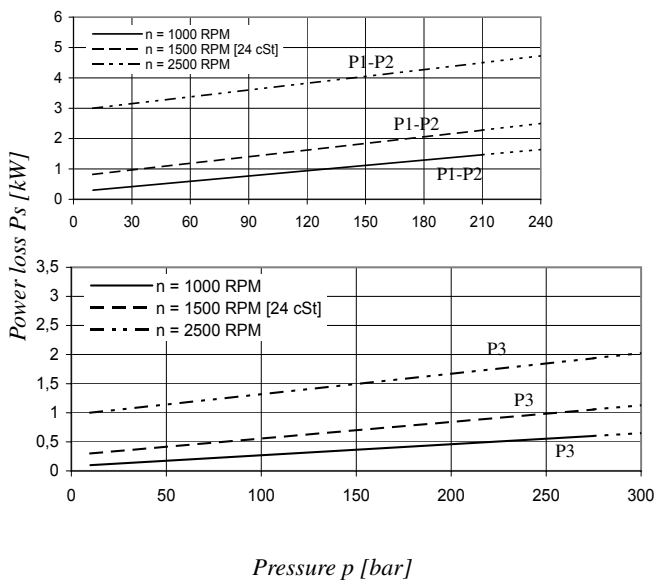 Power loss Ps [kW]
6
5
4
3
2
1
0
n = 1000 RPM
n = 1500 RPM [24 cSt]
n = 2500 RPM
P1-P2
P1-P2
P1-P2
0 30 60 90 120 150 180 210 240
3,5
3
2,5
2
1,5
1
0,5
0
n = 1000 RPM
n = 1500 RPM [24 cSt]
n = 2500 RPM
P3
P3
P3
0 50 100 150 200 250 300
Pressure p [bar]